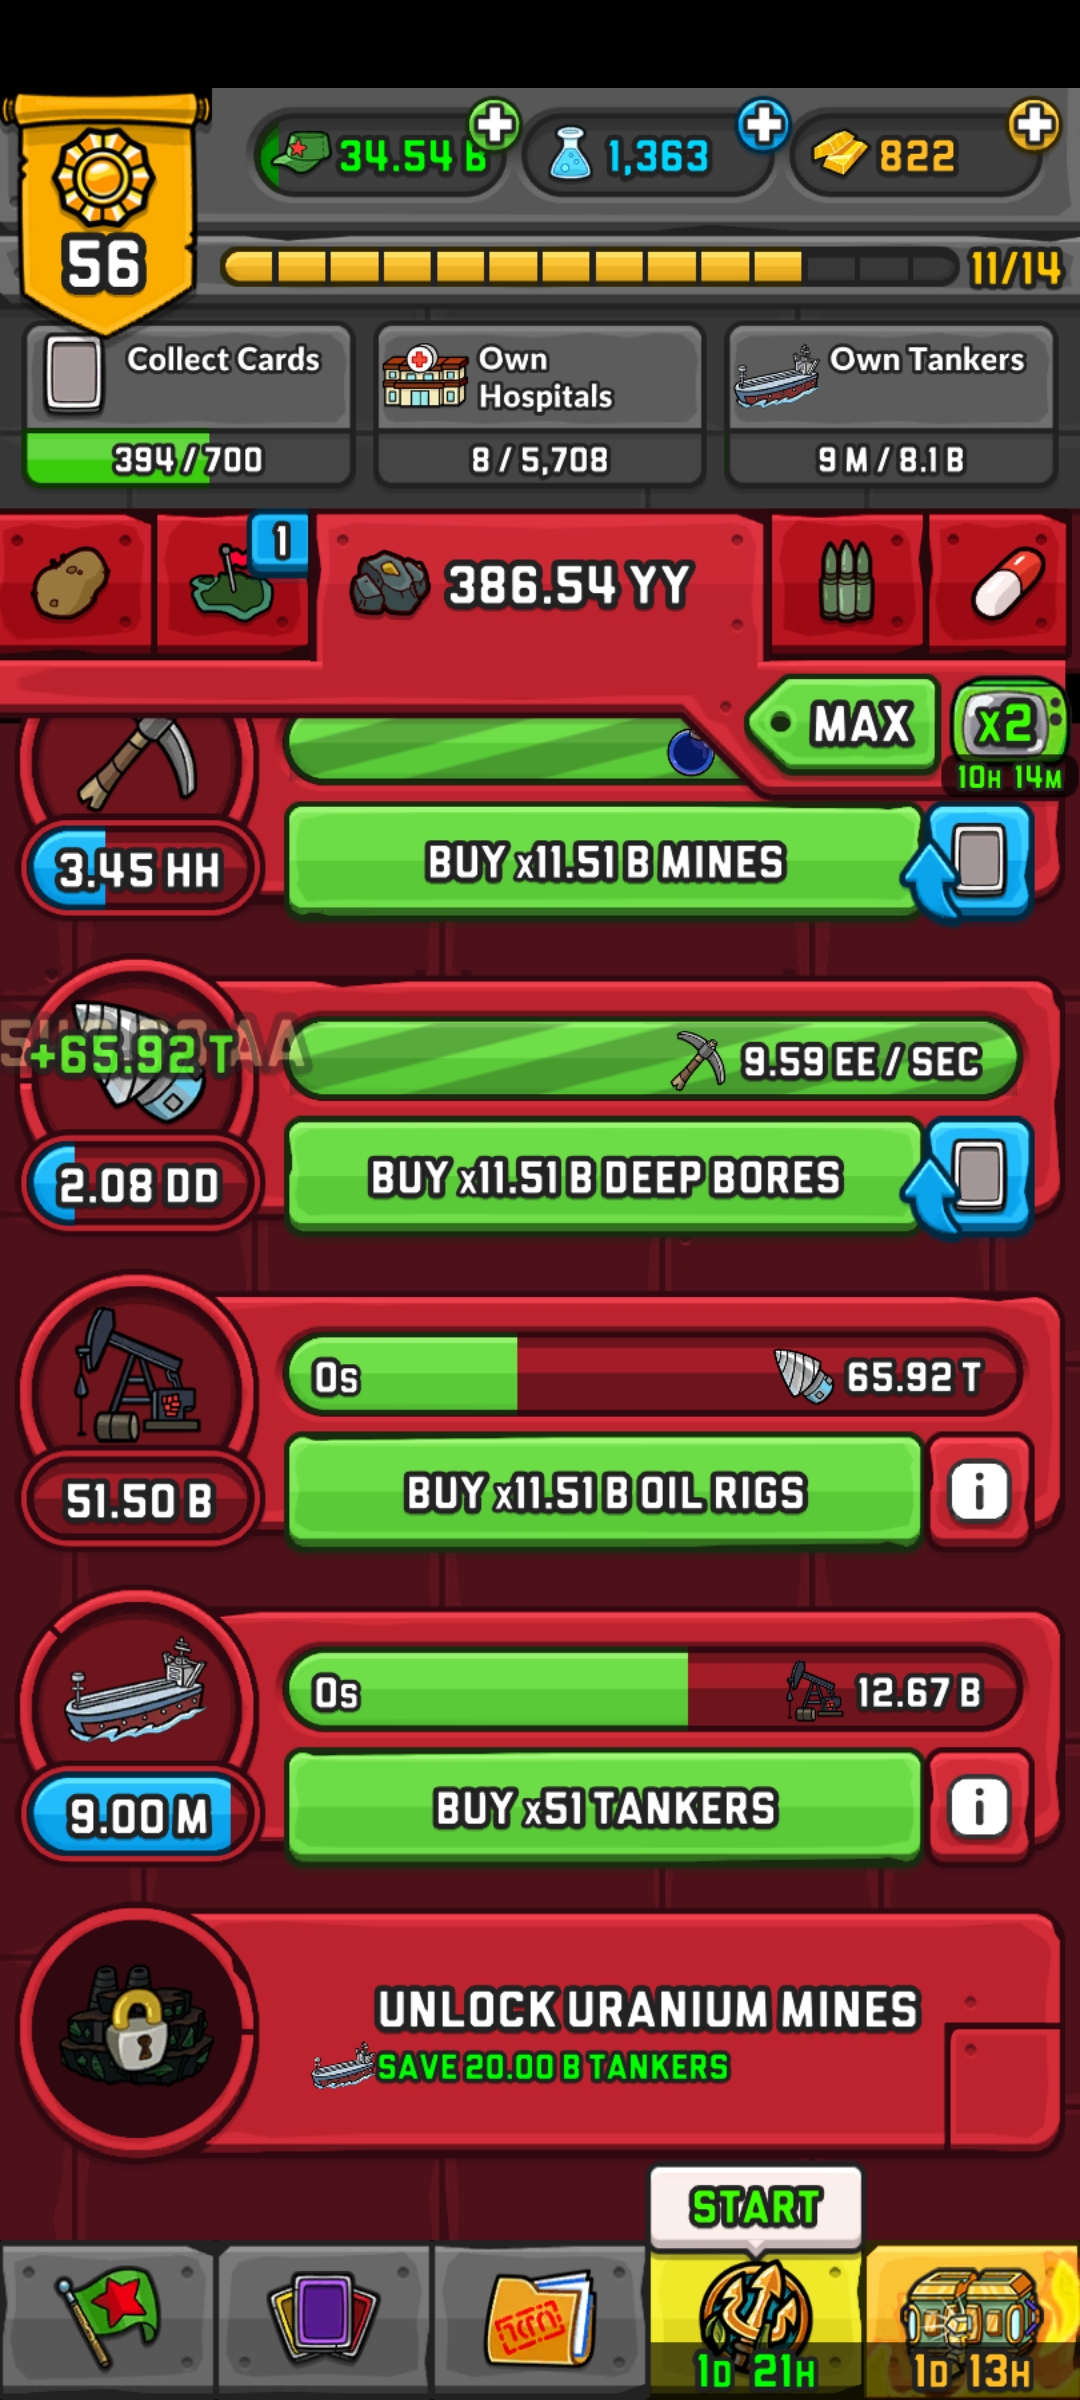 34.54 B
1,363
822
56
11/14
Collect Cards
394 / 700
Own
Hospitals
8 / 5,708
Own Tankers
9 M / 8.1 B
1
386.54 YY
MAX
x2
10H 14M
3.45 HH
BUY x11.51 B MINES
+65.92 T
9.59 EE / SEC
2.08 DD
BUY x11.51 B DEEP BORES
0s
65.92 T
51.50 B
BUY x11.51 B OIL RIGS
i
0s
12.67 B
9.00 M
BUY x51 TANKERS
i
UNLOCK URANIUM MINES
SAVE 20.00 B TANKERS
START
1D 21H
1D 13H